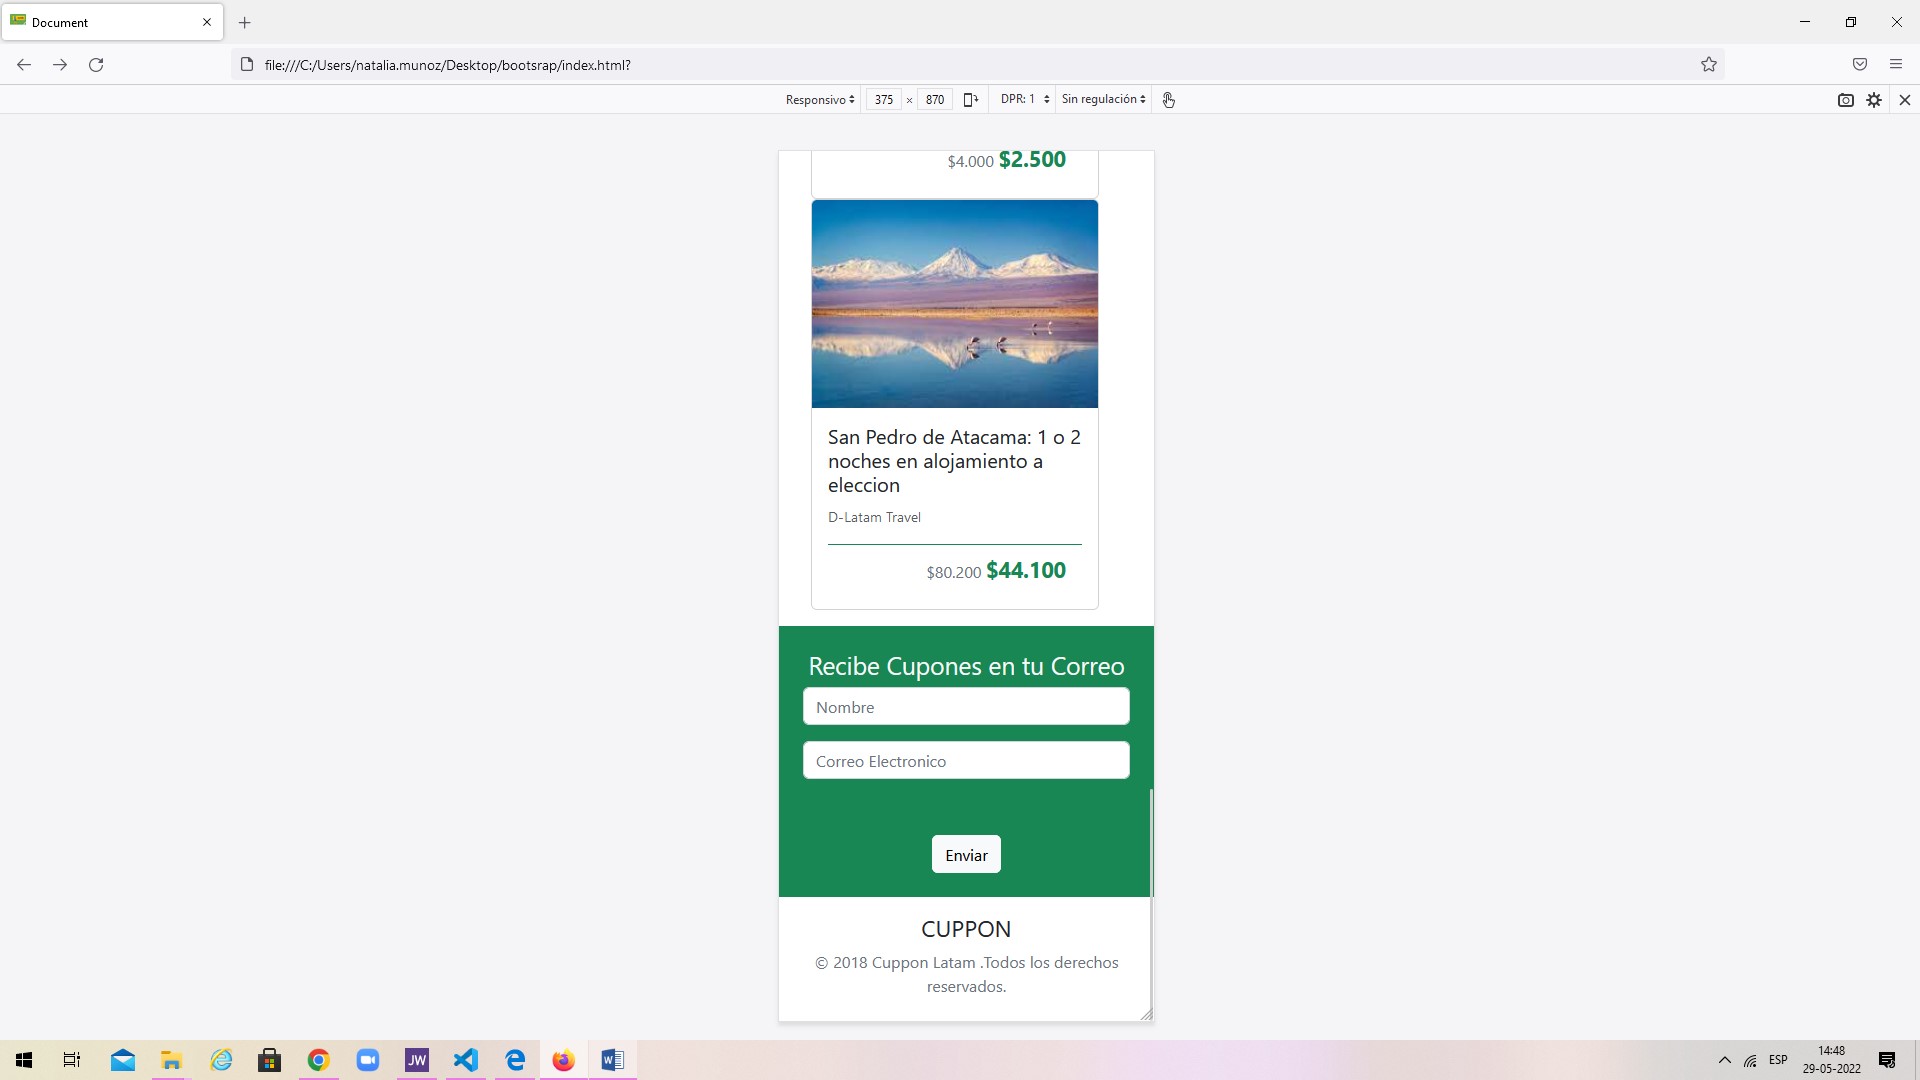 Document
file:///C:/Users/natalia.munoz/Desktop/bootsrap/index.html?
Responsivo 375 × 870 DPR: 1 Sin regulación
$4.000 $2.500
San Pedro de Atacama: 1 o 2
noches en alojamiento a
eleccion
D-Latam Travel
$80.200 $44.100
Recibe Cupones en tu Correo
Nombre
Correo Electronico
Enviar
CUPPON
© 2018 Cuppon Latam .Todos los derechos
reservados.
JW
ESP
14:48
29-05-2022